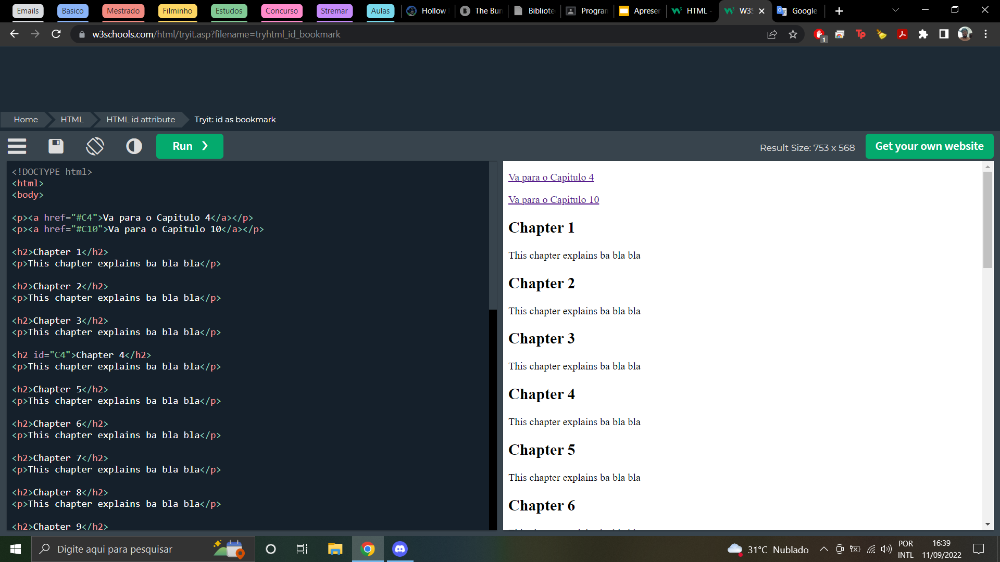 Emails Basico Mestrado Filminho Estudos Concurso Stremar Aulas Hollow The Bun Bibliote Program Apreser HTML - W3S Google
w3schools.com/html/tryit.asp?filename=tryhtml_id_bookmark
1
Home HTML HTML id attribute Tryit: id as bookmark
Run ❯
Result Size: 753 x 568
Get your own website
<!DOCTYPE html>
<html>
<body>
<p><a href="#C4">Va para o Capitulo 4</a></p>
<p><a href="#C10">Va para o Capitulo 10</a></p>
<h2>Chapter 1</h2>
<p>This chapter explains ba bla bla</p>
<h2>Chapter 2</h2>
<p>This chapter explains ba bla bla</p>
<h2>Chapter 3</h2>
<p>This chapter explains ba bla bla</p>
<h2 id="C4">Chapter 4</h2>
<p>This chapter explains ba bla bla</p>
<h2>Chapter 5</h2>
<p>This chapter explains ba bla bla</p>
<h2>Chapter 6</h2>
<p>This chapter explains ba bla bla</p>
<h2>Chapter 7</h2>
<p>This chapter explains ba bla bla</p>
<h2>Chapter 8</h2>
<p>This chapter explains ba bla bla</p>
<h2>Chapter 9</h2>
Va para o Capitulo 4
Va para o Capitulo 10
Chapter 1
This chapter explains ba bla bla
Chapter 2
This chapter explains ba bla bla
Chapter 3
This chapter explains ba bla bla
Chapter 4
This chapter explains ba bla bla
Chapter 5
This chapter explains ba bla bla
Chapter 6
Digite aqui para pesquisar
31°C Nublado
POR
INTL
16:39
11/09/2022